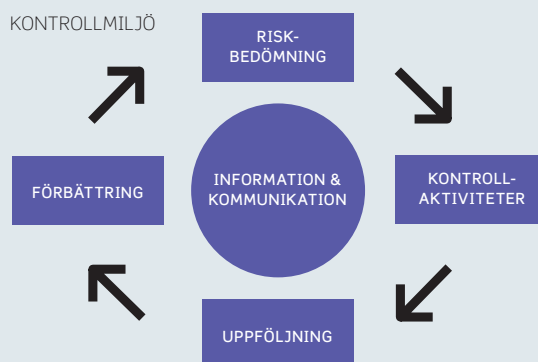 KONTROLLMILJÖ
RISK-
BEDÖMNING
FÖRBÄTTRING
INFORMATION &
KOMMUNIKATION
KONTROLL-
AKTIVITETER
UPPFÖLJNING